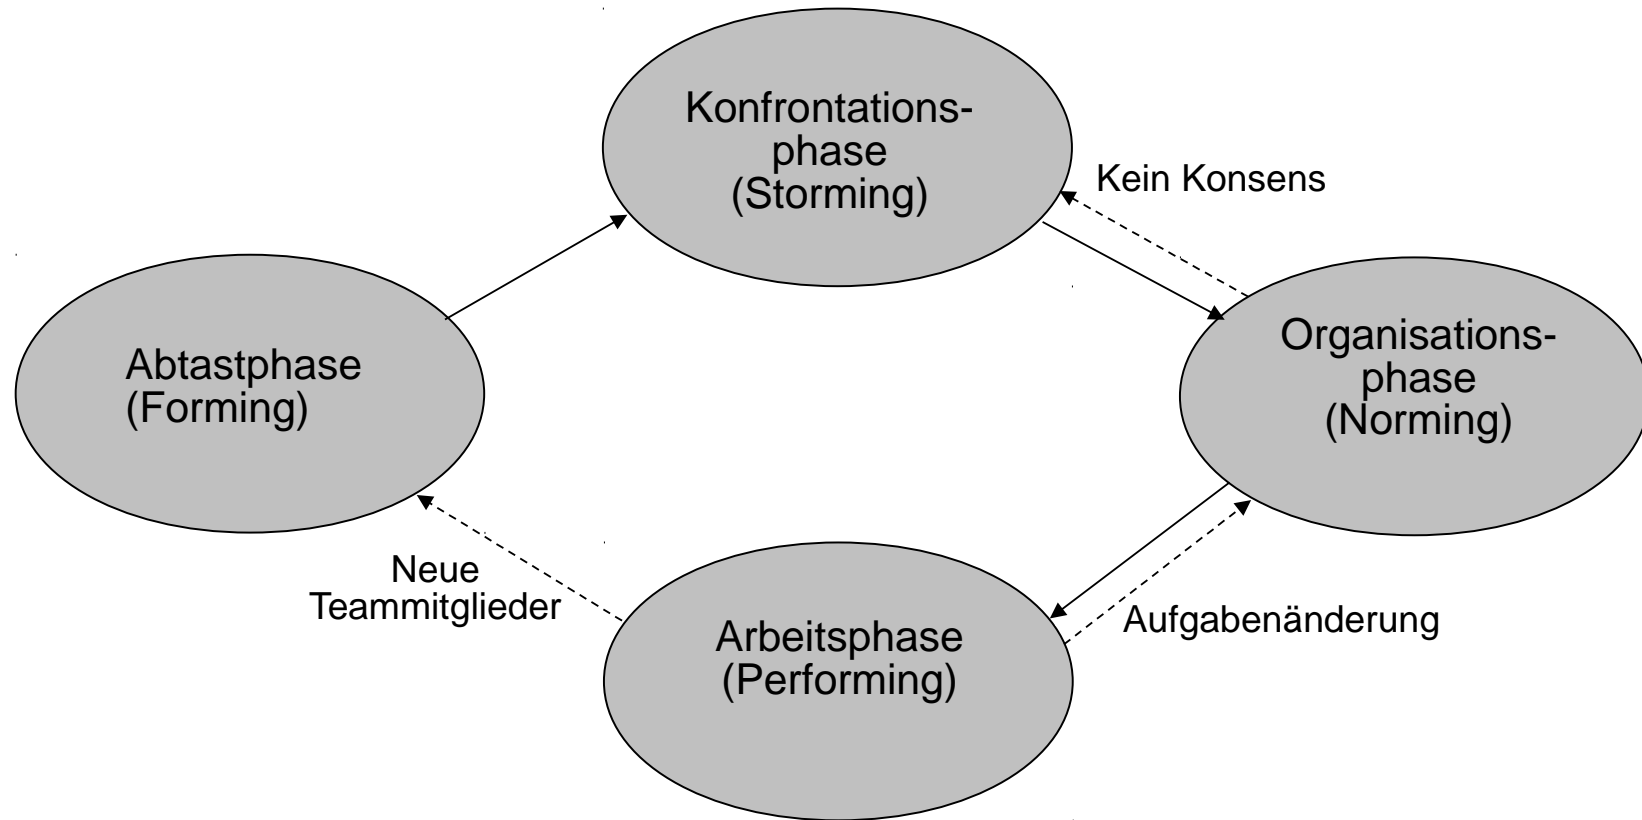 Konfrontations-
phase
(Storming)
Kein Konsens
Abtastphase
(Forming)
Organisations-
phase
(Norming)
Neue
Teammitglieder
Arbeitsphase
(Performing)
Aufgabenänderung